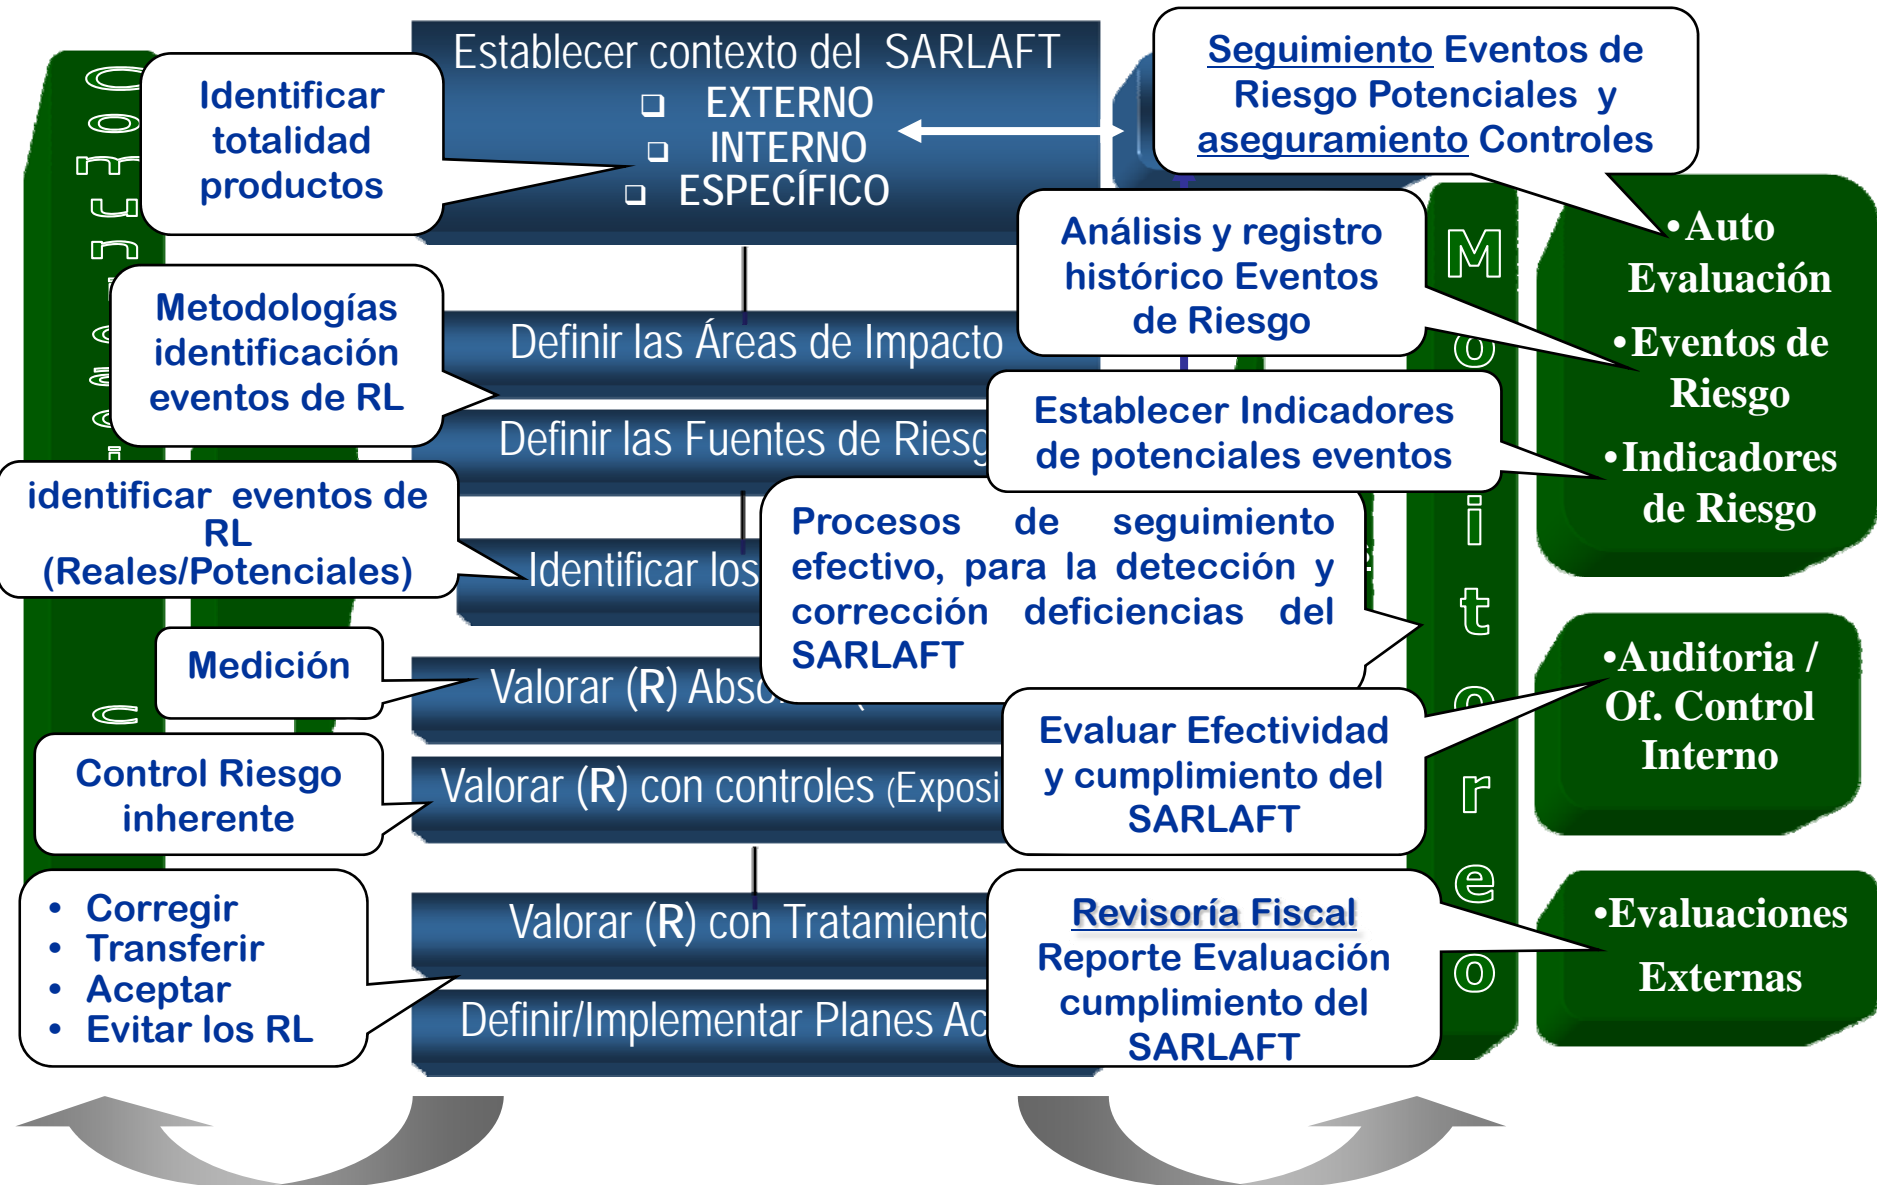 Establecer contexto del SARLAFT
❑ EXTERNO
❑ INTERNO
❑ ESPECÍFICO
Identificar
totalidad
productos
Seguimiento Eventos de
Riesgo Potenciales y
aseguramiento Controles
Análisis y registro
histórico Eventos
de Riesgo
•Auto
Evaluación
•Eventos de
Riesgo
•Indicadores
de Riesgo
Metodologías
identificación
eventos de RL
Definir las Áreas de Impacto
Definir las Fuentes de Riesg
Establecer Indicadores
de potenciales eventos
identificar eventos de
RL
(Reales/Potenciales)
Identificar los
Procesos de seguimiento
efectivo, para la detección y
corrección deficiencias del
SARLAFT
Medición
Valorar (R) Abso
Evaluar Efectividad
y cumplimiento del
SARLAFT
•Auditoria /
Of. Control
Interno
Control Riesgo
inherente
Valorar (R) con controles (Exposi
• Corregir
• Transferir
• Aceptar
• Evitar los RL
Valorar (R) con Tratamiento
Definir/Implementar Planes Ac
Revisoría Fiscal
Reporte Evaluación
cumplimiento del
SARLAFT
•Evaluaciones
Externas